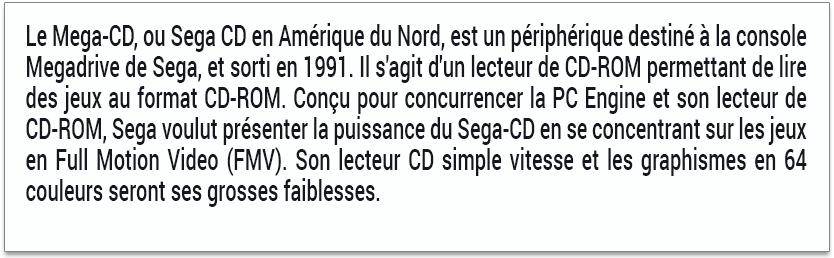 Le Mega-CD, ou Sega CD en Amérique du Nord, est un périphérique destiné à la console
Megadrive de Sega, et sorti en 1991. Il s'agit d'un lecteur de CD-ROM permettant de lire
des jeux au format CD-ROM. Conçu pour concurrencer la PC Engine et son lecteur de
CD-ROM, Sega voulut présenter la puissance du Sega-CD en se concentrant sur les jeux
en Full Motion Video (FMV). Son lecteur CD simple vitesse et les graphismes en 64
couleurs seront ses grosses faiblesses.